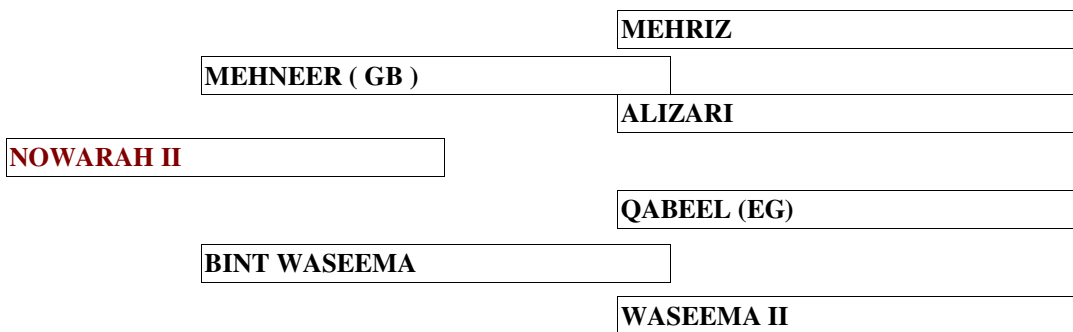 MEHRIZ
MEHNEER ( GB )
ALIZARI
NOWARAH II
QABEEL (EG)
BINT WASEEMA
WASEEMA II